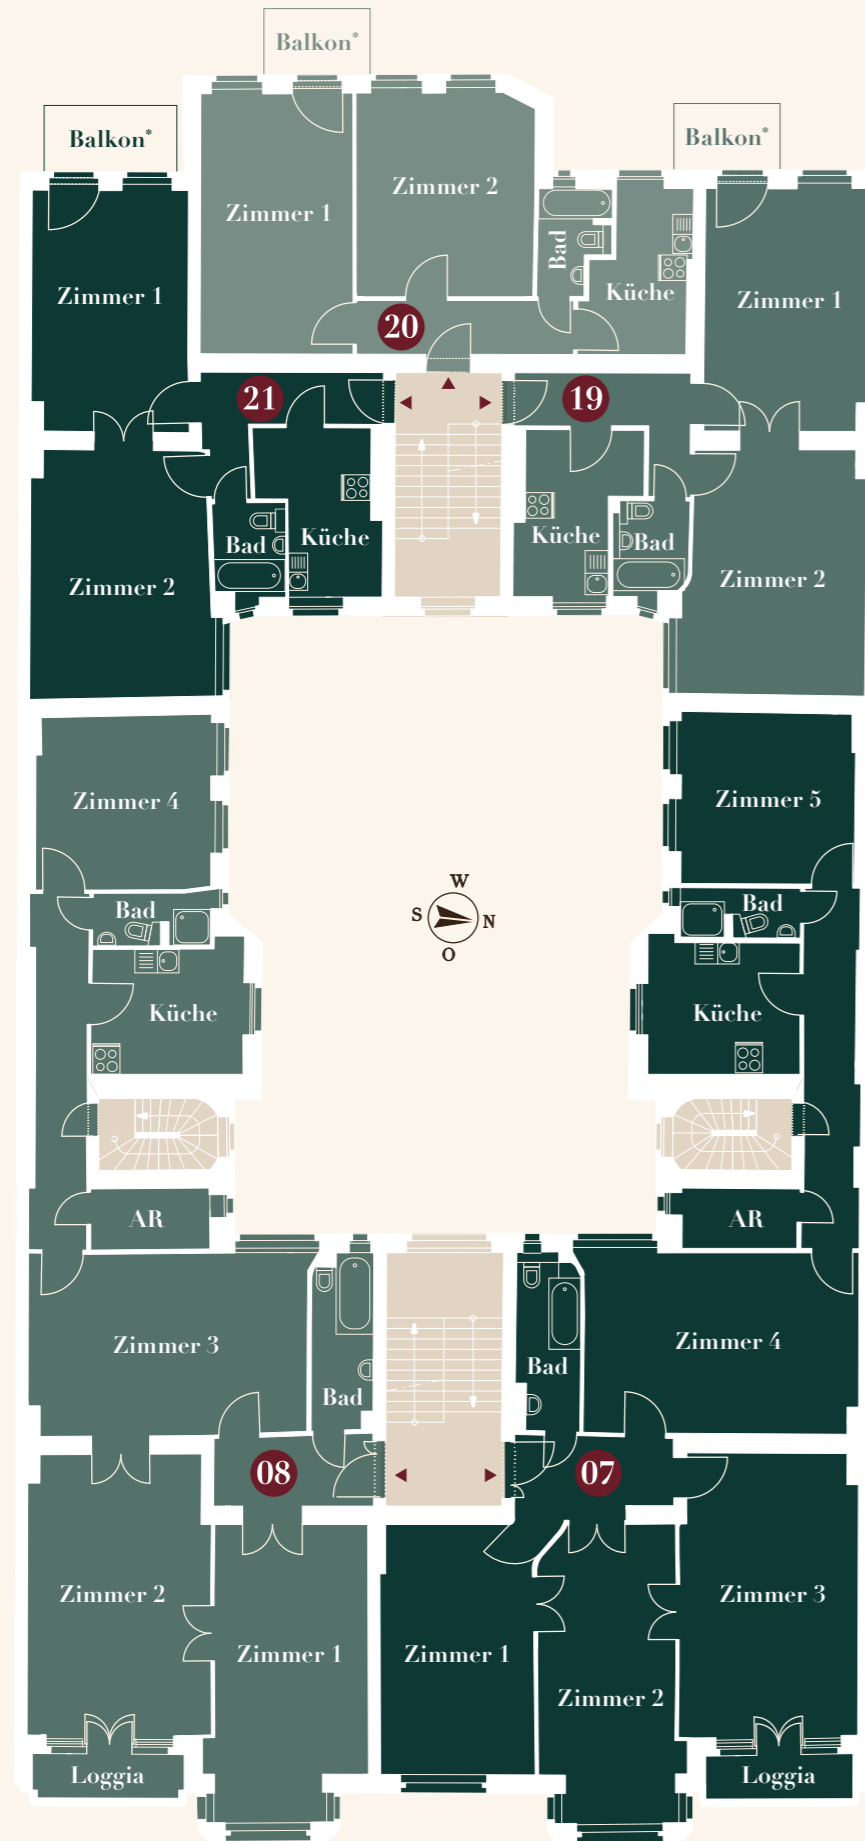 Balkon*
Balkon*
Balkon*
Zimmer 2
Zimmer 1
Bad
Küche
Zimmer 1
Zimmer 1
20
21
19
Küche
Bad
Küche
Bad
Zimmer 2
Zimmer 2
Zimmer 4
Zimmer 5
W
S
N
O
Bad
Bad
Küche
Küche
AR
AR
Zimmer 3
Zimmer 4
Bad
Bad
08
07
Zimmer 2
Zimmer 3
Zimmer 1
Zimmer 1
Zimmer 2
Loggia
Loggia